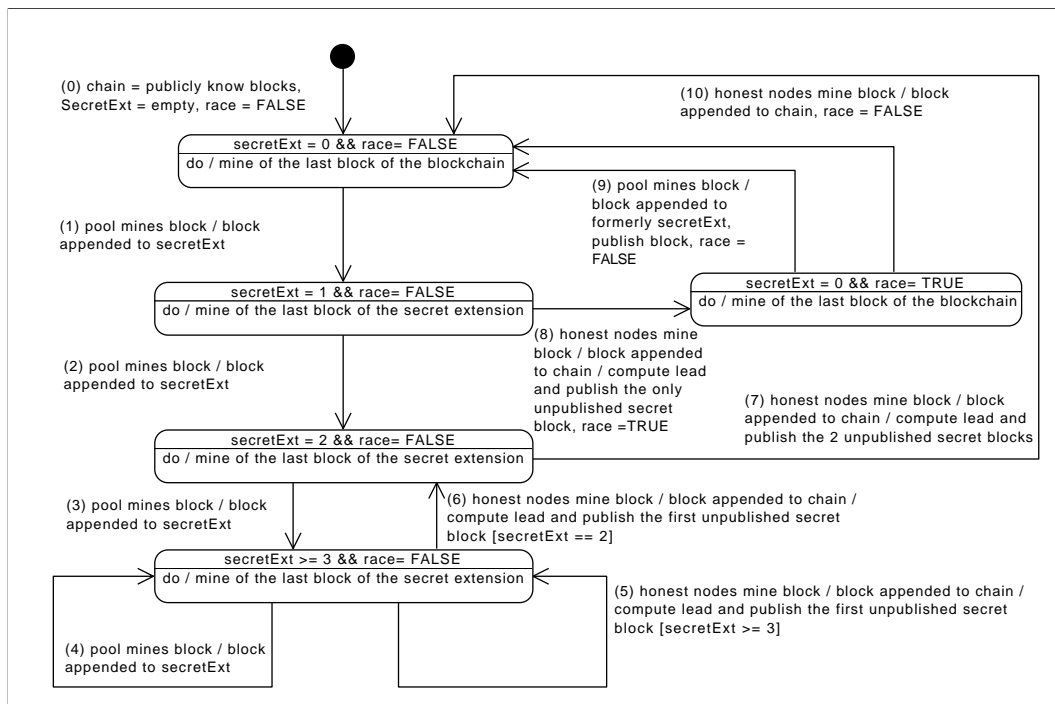 (0) chain = publicly know blocks,
SecretExt = empty, race = FALSE
(10) honest nodes mine block / block
appended to chain, race = FALSE
secretExt = 0 && race= FALSE
do / mine of the last block of the blockchain
(9) pool mines block /
block appended to
formerly secretExt,
publish block, race =
FALSE
(1) pool mines block / block
appended to secretExt
secretExt = 0 && race= TRUE
do / mine of the last block of the blockchain
secretExt = 1 && race= FALSE
do / mine of the last block of the secret extension
(8) honest nodes mine
block / block appended
to chain / compute lead
and publish the only
unpublished secret
block, race =TRUE
(2) pool mines block / block
appended to secretExt
(7) honest nodes mine block / block
appended to chain / compute lead and
publish the 2 unpublished secret blocks
secretExt = 2 && race= FALSE
do / mine of the last block of the secret extension
(3) pool mines block / block
appended to secretExt
(6) honest nodes mine block / block appended to chain /
compute lead and publish the first unpublished secret
block [secretExt == 2]
secretExt >= 3 && race= FALSE
do / mine of the last block of the secret extension
(5) honest nodes mine block / block appended to chain /
compute lead and publish the first unpublished secret
block [secretExt >= 3]
(4) pool mines block / block
appended to secretExt